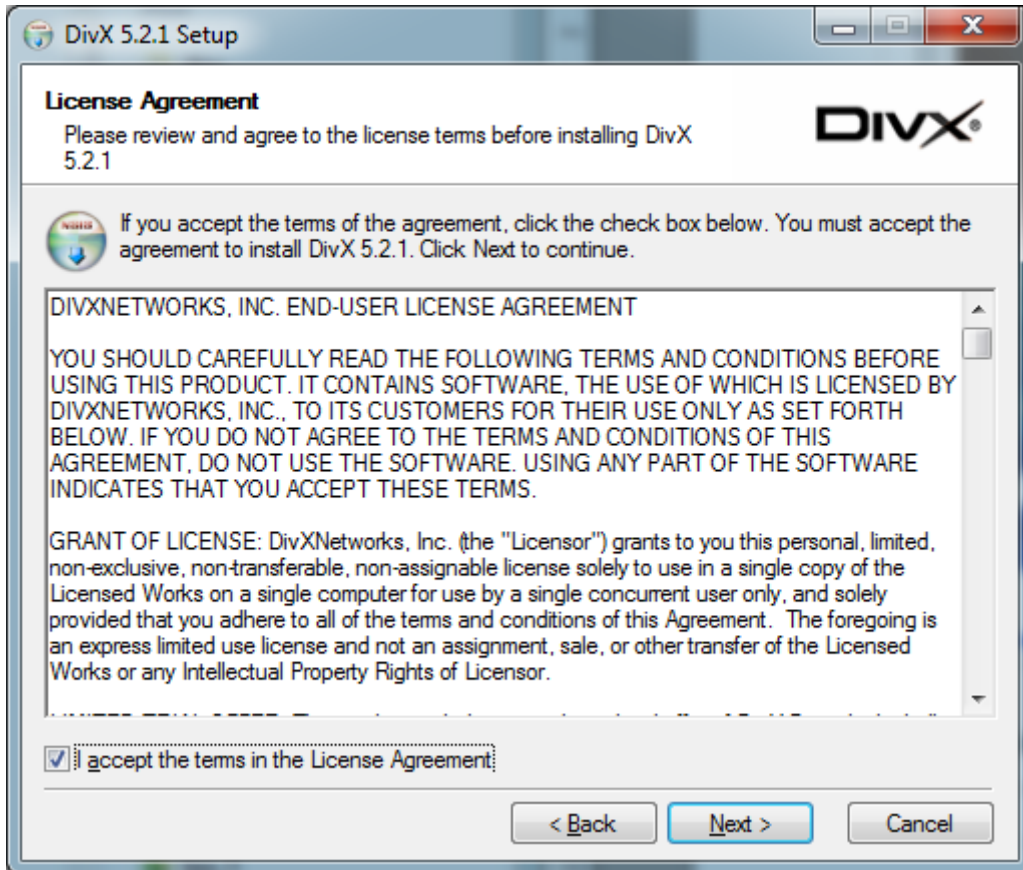 DivX 5.2.1 Setup
License Agreement
Please review and agree to the license terms before installing DivX
5.2.1
DIVX®
If you accept the terms of the agreement, click the check box below. You must accept the
agreement to install DivX 5.2.1. Click Next to continue.
DIVXNETWORKS, INC. END-USER LICENSE AGREEMENT
YOU SHOULD CAREFULLY READ THE FOLLOWING TERMS AND CONDITIONS BEFORE
USING THIS PRODUCT. IT CONTAINS SOFTWARE, THE USE OF WHICH IS LICENSED BY
DIVXNETWORKS, INC., TO ITS CUSTOMERS FOR THEIR USE ONLY AS SET FORTH
BELOW. IF YOU DO NOT AGREE TO THE TERMS AND CONDITIONS OF THIS
AGREEMENT, DO NOT USE THE SOFTWARE. USING ANY PART OF THE SOFTWARE
INDICATES THAT YOU ACCEPT THESE TERMS.
GRANT OF LICENSE: DivXNetworks, Inc. (the "Licensor") grants to you this personal, limited,
non-exclusive, non-transferable, non-assignable license solely to use in a single copy of the
Licensed Works on a single computer for use by a single concurrent user only, and solely
provided that you adhere to all of the terms and conditions of this Agreement.  The foregoing is
an express limited use license and not an assignment, sale, or other transfer of the Licensed
Works or any Intellectual Property Rights of Licensor.
I accept the terms in the License Agreement
< Back
Next >
Cancel